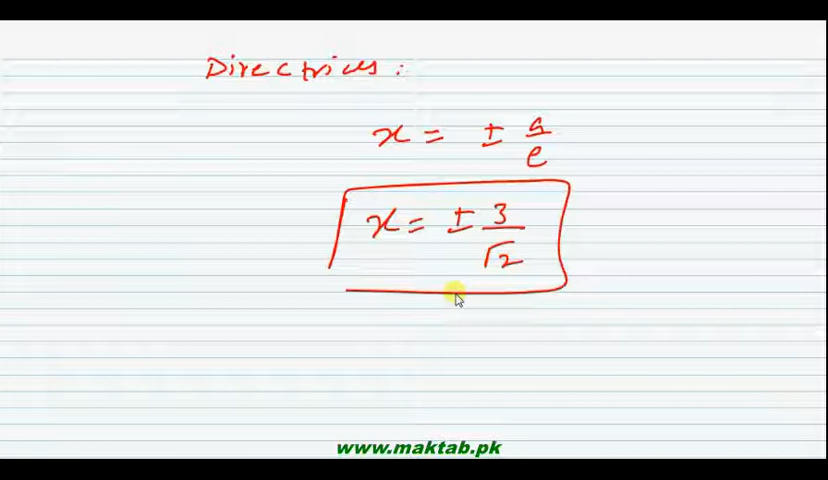 Directrices :
x = ± a/e
x = ± 3/√2
www.maktab.pk